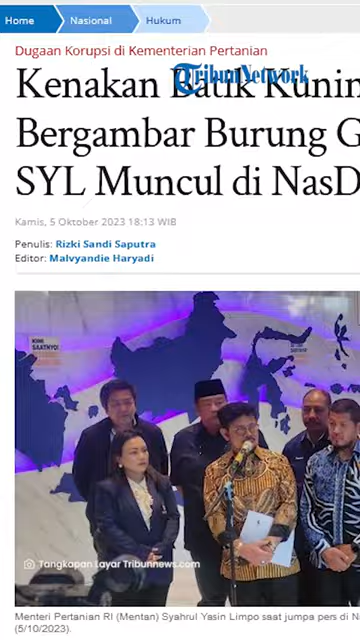 Home Nasional Hukum
Dugaan Korupsi di Kementerian Pertanian
Tribun Network
Kenakan Batik Kunin
Bergambar Burung G
SYL Muncul di NasD
Kamis, 5 Oktober 2023 18:13 WIB
Penulis: Rizki Sandi Saputra
Editor: Malvyandie Haryadi
Tangkapan Layar Tribunnews.com
Menteri Pertanian RI (Mentan) Syahrul Yasin Limpo saat jumpa pers di N
(5/10/2023).